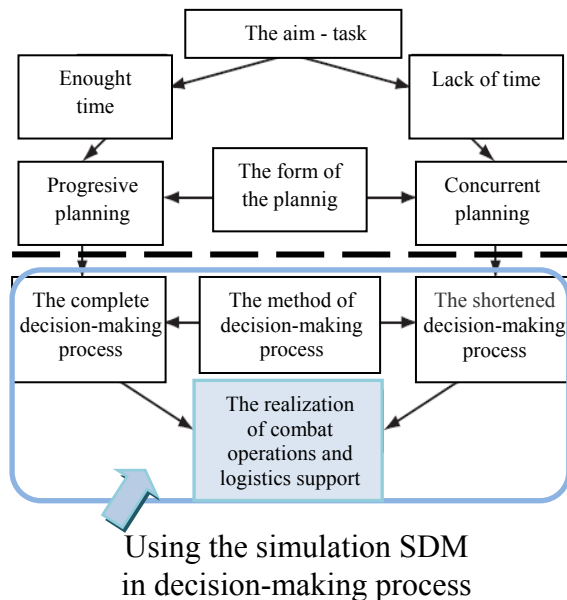 The aim - task
Enought
time
Lack of time
Progresive
planning
The form of
the plannig
Concurrent
planning
The complete
decision-making
process
The method of
decision-making
process
The shortened
decision-making
process
The realization
of combat
operations and
logistics support
Using the simulation SDM
in decision-making process